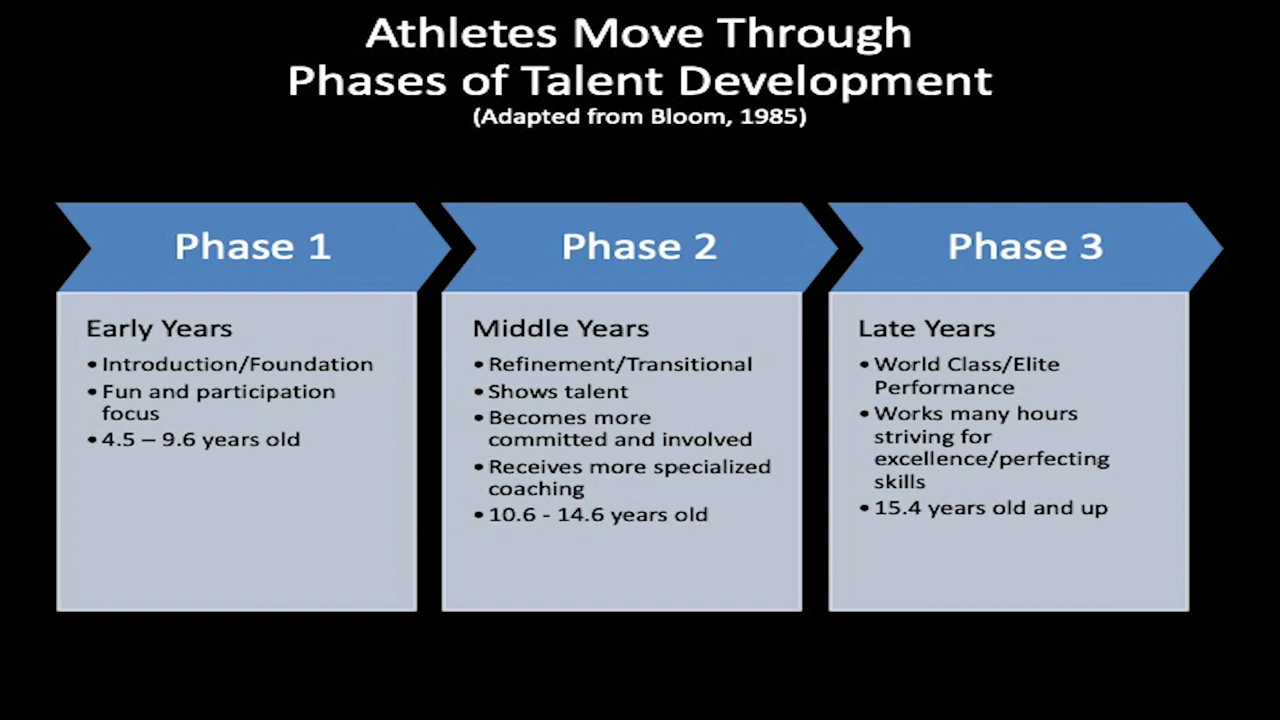 Athletes Move Through
Phases of Talent Development
(Adapted from Bloom, 1985)
Phase 1
Early Years
• Introduction/Foundation
• Fun and participation
focus
• 4.5 – 9.6 years old
Phase 2
Middle Years
• Refinement/Transitional
• Shows talent
• Becomes more
committed and involved
• Receives more specialized
coaching
• 10.6 - 14.6 years old
Phase 3
Late Years
• World Class/Elite
Performance
• Works many hours
striving for
excellence/perfecting
skills
• 15.4 years old and up